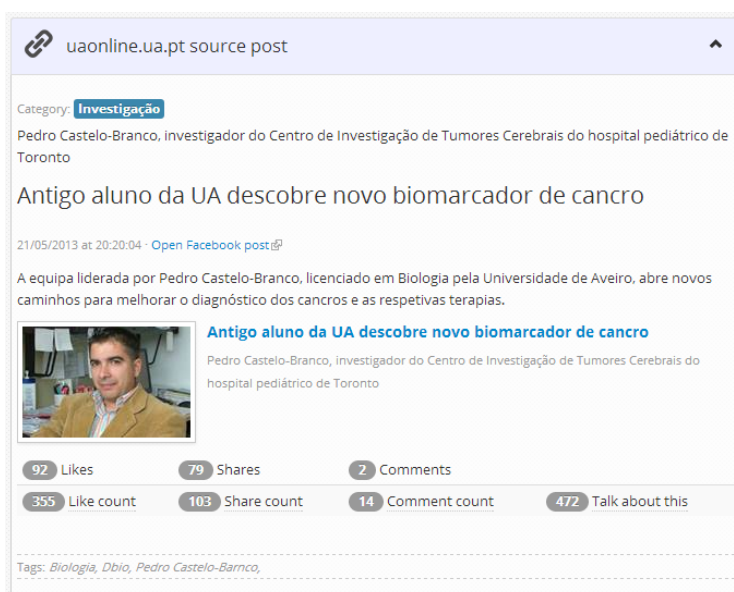 uaonline.ua.pt source post
Category: Investigação
Pedro Castelo-Branco, investigador do Centro de Investigação de Tumores Cerebrais do hospital pediátrico de
Toronto
Antigo aluno da UA descobre novo biomarcador de cancro
21/05/2013 at 20:20:04 · Open Facebook post
A equipa liderada por Pedro Castelo-Branco, licenciado em Biologia pela Universidade de Aveiro, abre novos
caminhos para melhorar o diagnóstico dos cancros e as respetivas terapias.
Antigo aluno da UA descobre novo biomarcador de cancro
Pedro Castelo-Branco, investigador do Centro de Investigação de Tumores Cerebrais do
hospital pediátrico de Toronto
92 Likes 79 Shares 2 Comments
355 Like count 103 Share count 14 Comment count 472 Talk about this
Tags: Biologia, Dbio, Pedro Castelo-Barnco,